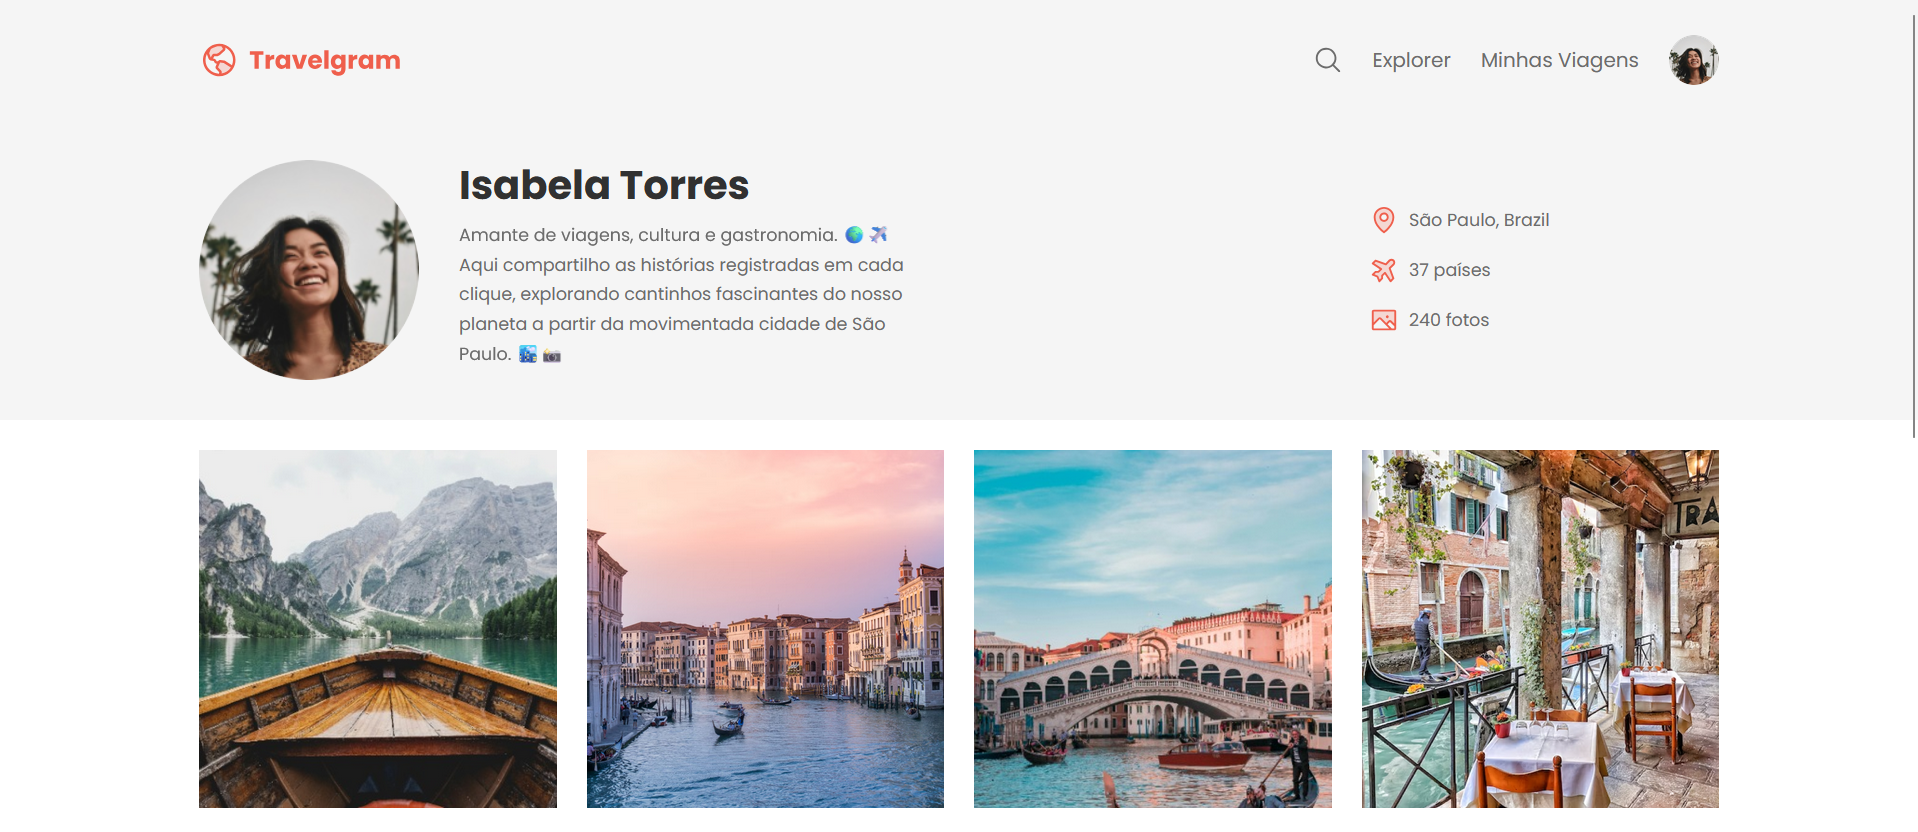 Travelgram
Explorer
Minhas Viagens
Isabela Torres
Amante de viagens, cultura e gastronomia. 🌎 ✈️
Aqui compartilho as histórias registradas em cada
clique, explorando cantinhos fascinantes do nosso
planeta a partir da movimentada cidade de São
Paulo. 🌃 📷
São Paulo, Brazil
37 países
240 fotos
TRA